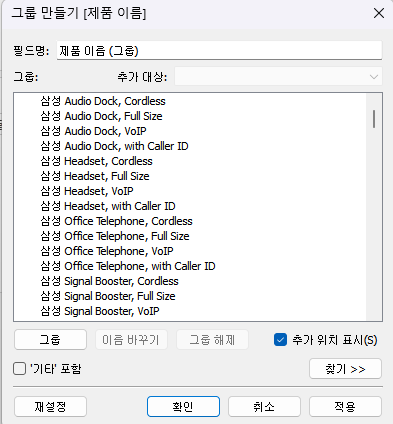 그룹 만들기 [제품 이름]
필드명: 제품 이음 (그룹)
그룹: 추가 대상:
삼성 Audio Dock, Cordless
삼성 Audio Dock, Full Size
삼성 Audio Dock, VoIP
삼성 Audio Dock, with Caller ID
삼성 Headset, Cordless
삼성 Headset, Full Size
삼성 Headset, VoIP
삼성 Headset, with Caller ID
삼성 Office Telephone, Cordless
삼성 Office Telephone, Full Size
삼성 Office Telephone, VoIP
삼성 Office Telephone, with Caller ID
삼성 Signal Booster, Cordless
삼성 Signal Booster, Full Size
삼성 Signal Booster, VoIP
그룹 이름 바꾸기 그룹 해제 추가 위치 표시(S)
'기타' 포함 찾기 >>
재설정 확인 취소 적용